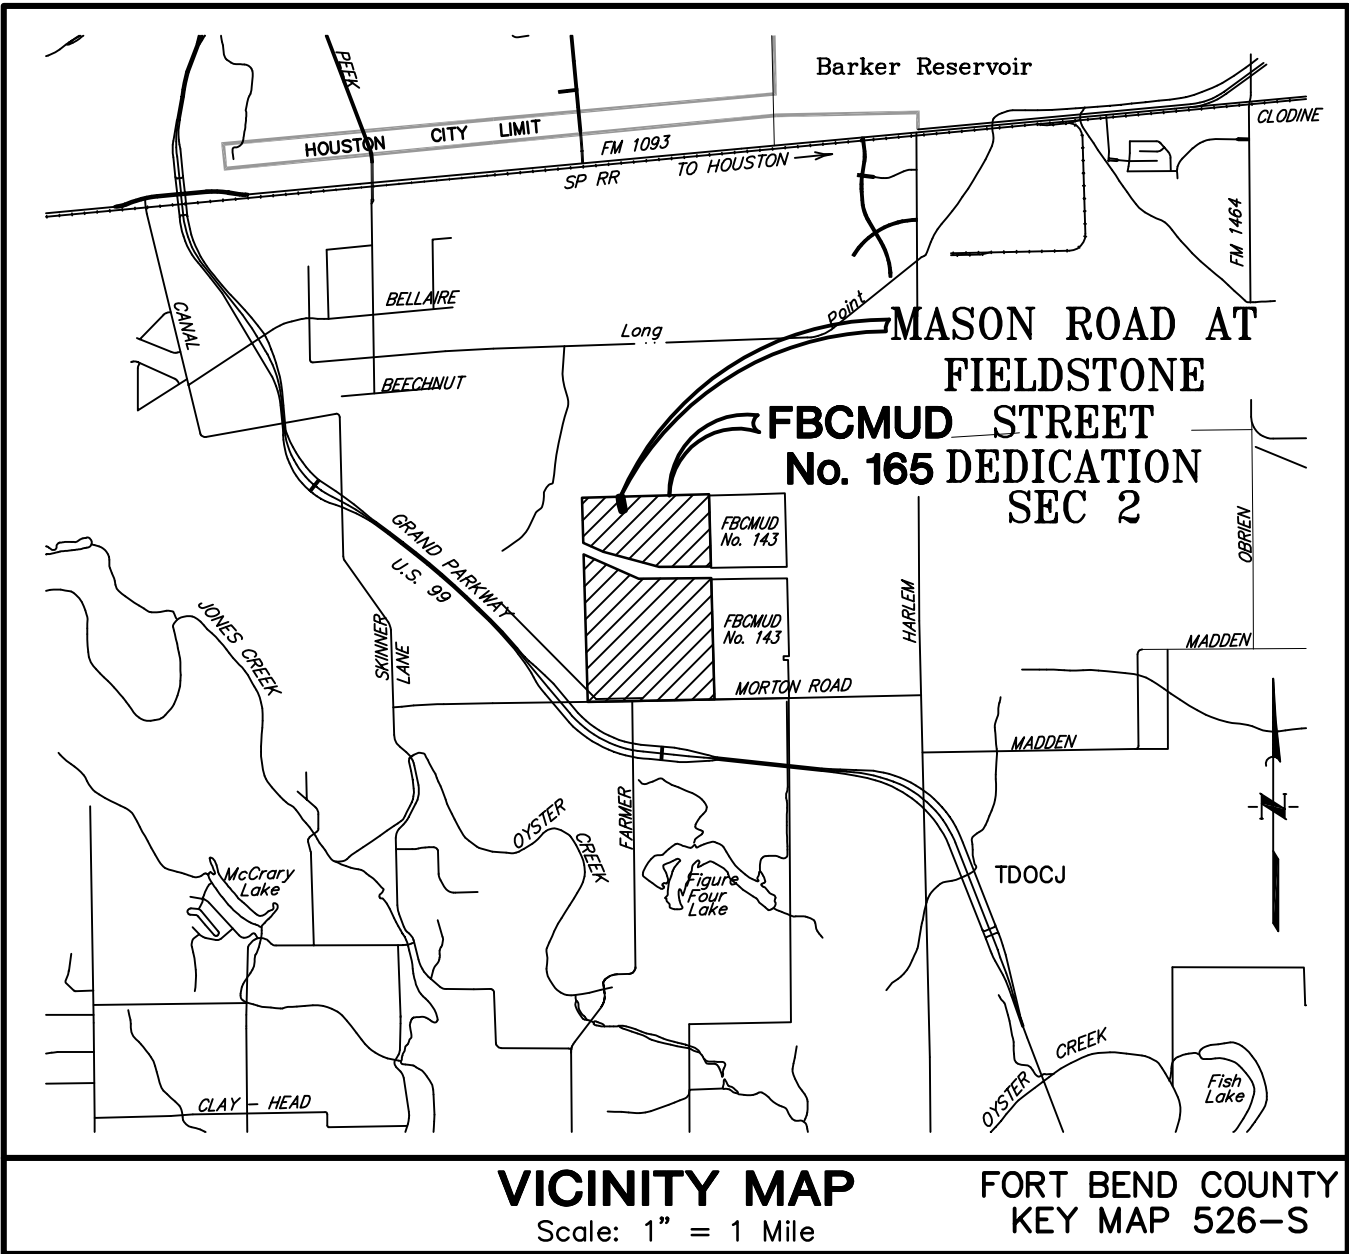 Barker Reservoir
PEEK
HOUSTON CITY LIMIT
FM 1093
CLODINE
SP RR
TO HOUSTON
FM 1464
CANAL
BELLAIRE
Long Point
BEECHNUT
MASON ROAD AT
FIELDSTONE
STREET
DEDICATION
SEC 2
FBCMUD
No. 165
GRAND PARKWAY
U.S. 99
FBCMUD
No. 143
OBRIEN
JONES CREEK
SKINNER
LANE
FBCMUD
No. 143
HARLEM
MADDEN
MORTON ROAD
MADDEN
N
OYSTER
CREEK
FARMER
McCrary
Lake
Figure
Four
Lake
TDOCJ
OYSTER CREEK
Fish
Lake
CLAY - HEAD
VICINITY MAP
Scale: 1" = 1 Mile
FORT BEND COUNTY
KEY MAP 526-S